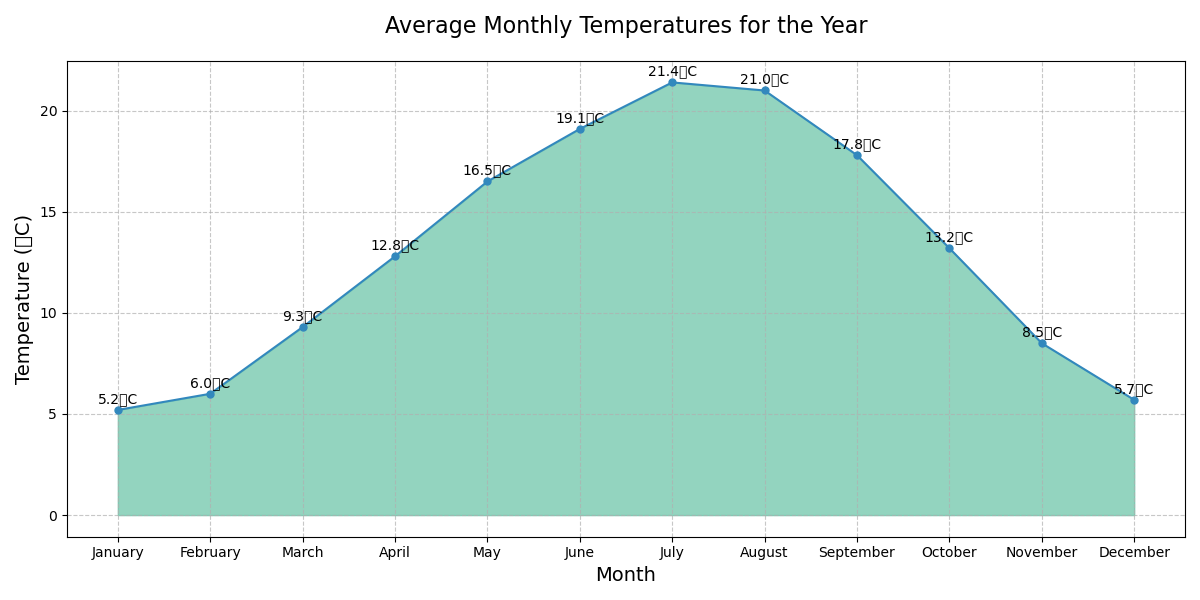 Average Monthly Temperatures for the Year
Temperature (▯C)
20
15
10
5
0
5.2▯C
6.0▯C
9.3▯C
12.8▯C
16.5▯C
19.1▯C
21.4▯C
21.0▯C
17.8▯C
13.2▯C
8.5▯C
5.7▯C
January
February
March
April
May
June
July
August
September
October
November
December
Month